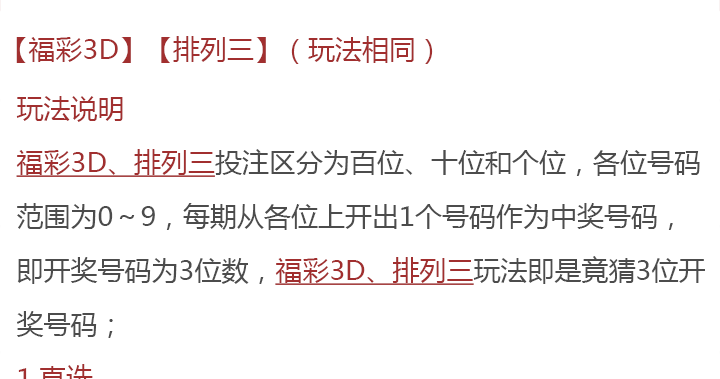 【福彩3D】【排列三】（玩法相同）
玩法说明
福彩3D、排列三投注区分为百位、十位和个位，各位号码
范围为0～9，每期从各位上开出1个号码作为中奖号码，
即开奖号码为3位数，福彩3D、排列三玩法即是竟猜3位开
奖号码；
1.直选